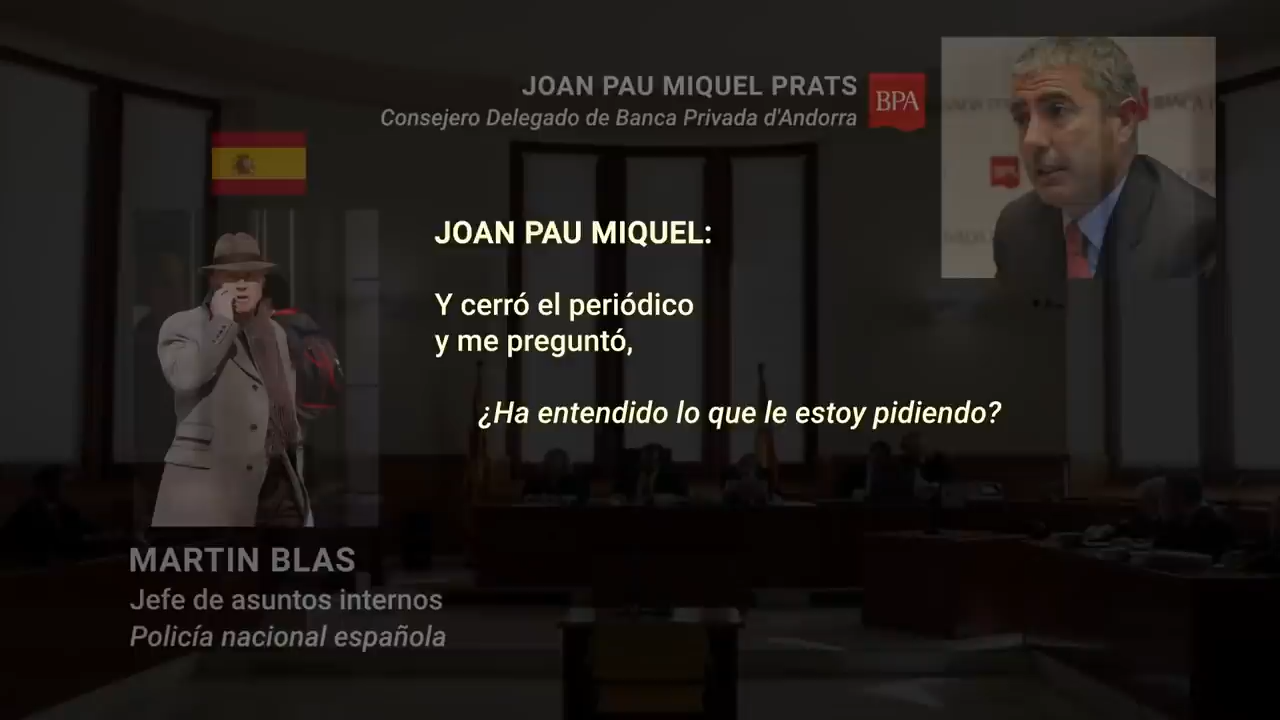 JOAN PAU MIQUEL PRATS
Consejero Delegado de Banca Privada d'Andorra
BPA
JOAN PAU MIQUEL:
Y cerró el periódico
y me preguntó,
¿Ha entendido lo que le estoy pidiendo?
MARTIN BLAS
Jefe de asuntos internos
Policía nacional española